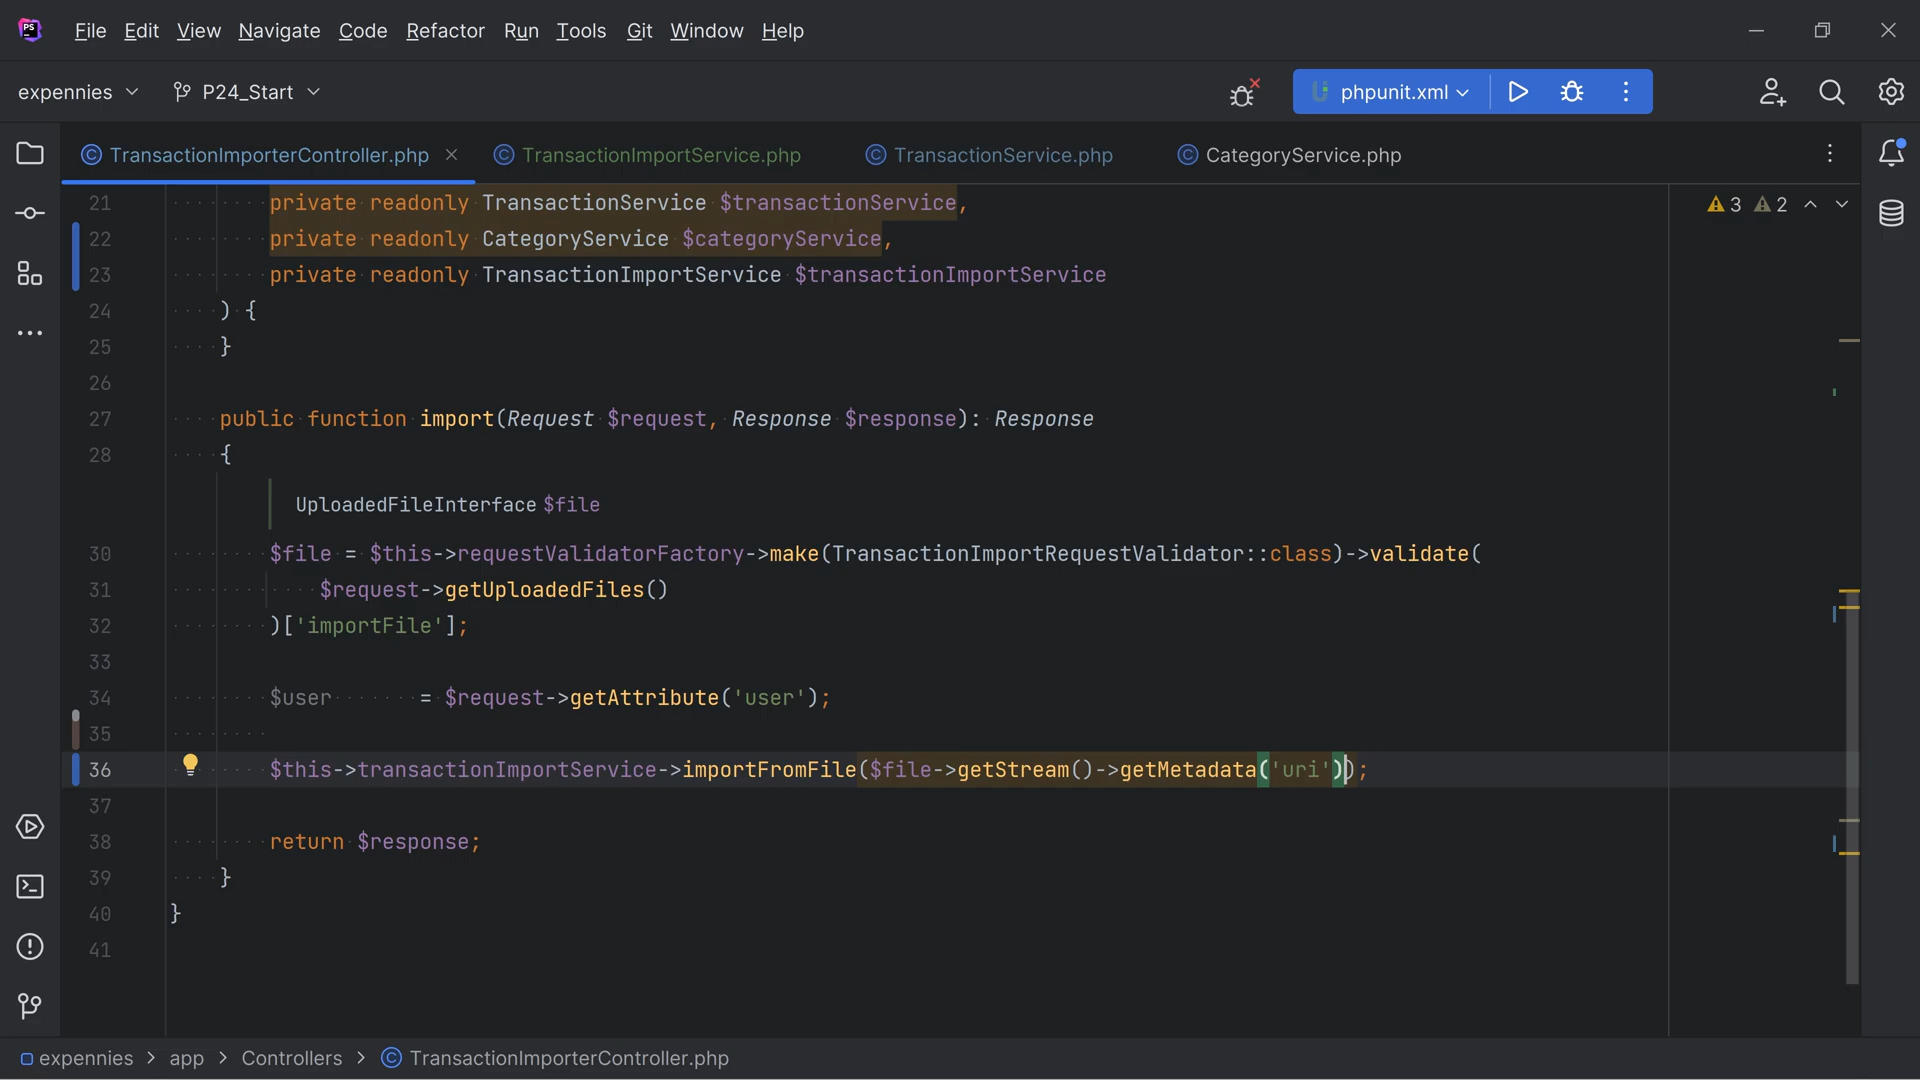 PS File Edit View Navigate Code Refactor Run Tools Git Window Help
expennies P24_Start phpunit.xml
TransactionImporterController.php TransactionImportService.php TransactionService.php CategoryService.php
21 private readonly TransactionService $transactionService,
3 2
22 private readonly CategoryService $categoryService,
23 private readonly TransactionImportService $transactionImportService
24 ) {
25 }
26
27 public function import(Request $request, Response $response): Response
28 {
UploadedFileInterface $file
30 $file = $this->requestValidatorFactory->make(TransactionImportRequestValidator::class)->validate(
31 $request->getUploadedFiles()
32 )['importFile'];
33
34 $user = $request->getAttribute('user');
35
36 $this->transactionImportService->importFromFile($file->getStream()->getMetadata('uri'));
37
38 return $response;
39 }
40 }
41
expennies > app > Controllers > TransactionImporterController.php